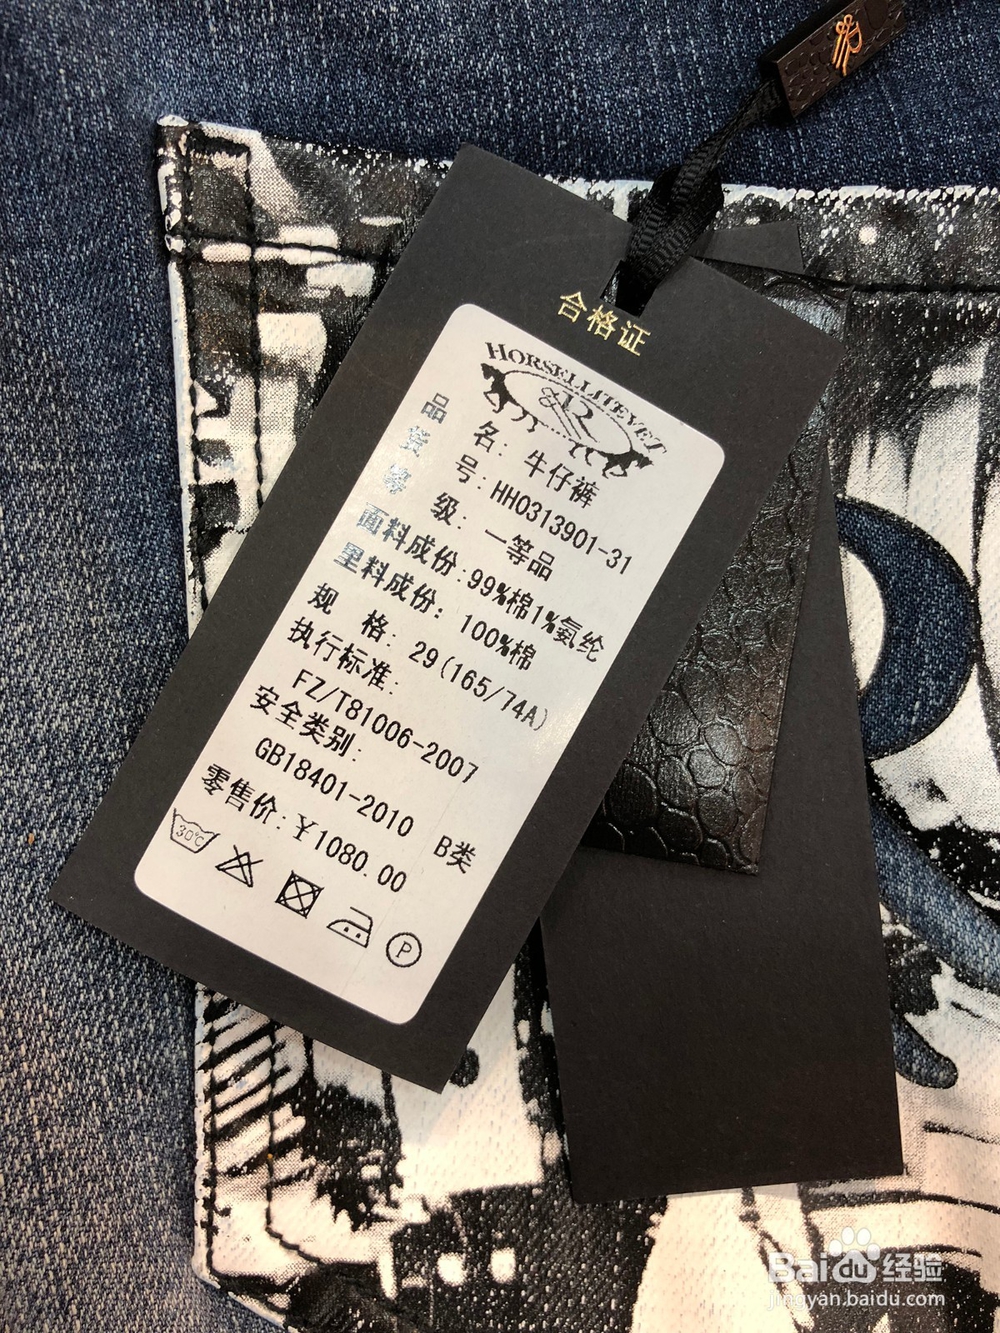 合格证
HORSELLITEVET
品 名: 牛仔裤
货 号: HH0313901-31
等 级: 一等品
面料成份: 99%棉1%氨纶
里料成份: 100%棉
规 格: 29(165/74A)
执行标准:
FZ/T81006-2007
安全类别:
GB18401-2010 B类
零售价: ¥1080.00
30℃
P
Baidu经验
jingyan.baidu.com